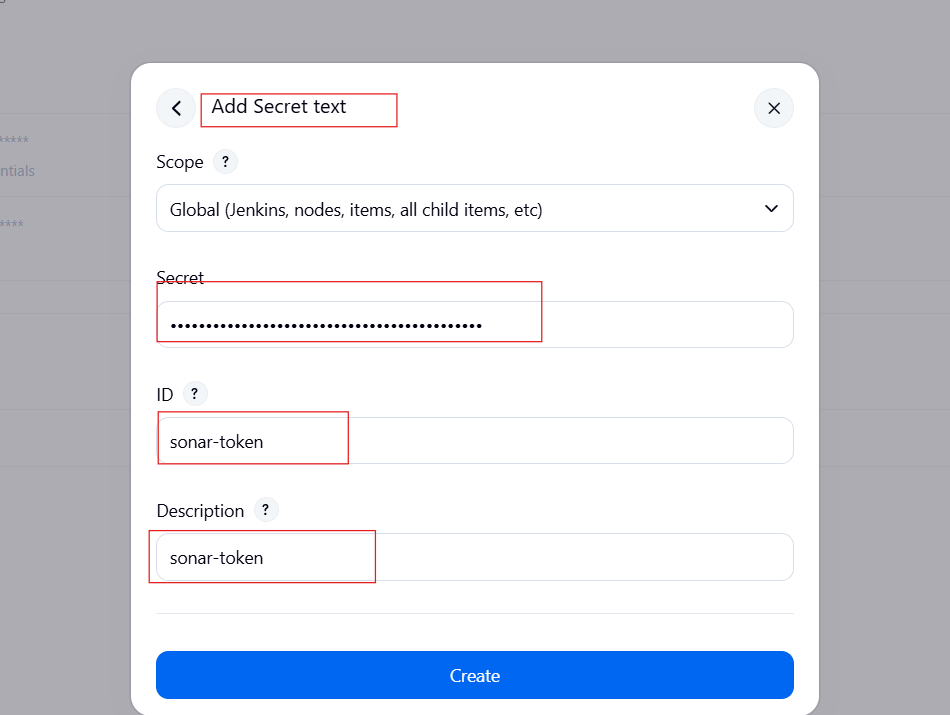 Add Secret text
Scope ?
Global (Jenkins, nodes, items, all child items, etc)
*****
ntials
****
Secret
••••••••••••••••••••••••••••••••••••••••••••
ID ?
sonar-token
Description ?
sonar-token
Create